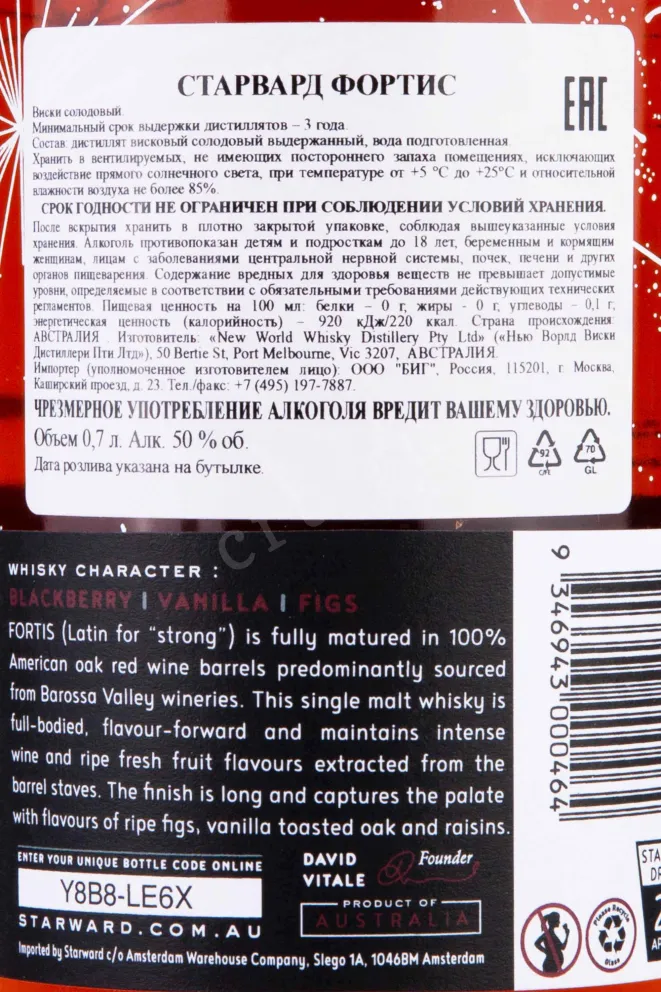 СТАРВАРД ФОРТИС
EAC
Виски солодовый.
Минимальный срок выдержки дистиллятов – 3 года.
Состав: дистиллят висковый солодовый выдержанный, вода подготовленная.
Хранить в вентилируемых, не имеющих постороннего запаха помещениях, исключающих
воздействие прямого солнечного света, при температуре от +5 °C до +25°C и относительной
влажности воздуха не более 85%.
СРОК ГОДНОСТИ НЕ ОГРАНИЧЕН ПРИ СОБЛЮДЕНИИ УСЛОВИЙ ХРАНЕНИЯ.
После вскрытия хранить в плотно закрытой упаковке, соблюдая вышеуказанные условия
хранения. Алкоголь противопоказан детям и подросткам до 18 лет, беременным и кормящим
женщинам, лицам с заболеваниями центральной нервной системы, почек, печени и других
органов пищеварения. Содержание вредных для здоровья веществ не превышает допустимые
уровни, определяемые в соответствии с обязательными требованиями действующих технических
регламентов. Пищевая ценность на 100 мл: белки – 0 г, жиры - 0 г, углеводы – 0,1 г,
энергетическая ценность (калорийность) – 920 кДж/220 ккал. Страна происхождения:
АВСТРАЛИЯ. Изготовитель: «New World Whisky Distillery Pty Ltd» («Нью Ворлд Виски
Дистиллери Пти Лтд»), 50 Bertie St, Port Melbourne, Vic 3207, АВСТРАЛИЯ.
Импортер (уполномоченное изготовителем лицо): ООО "БИГ", Россия, 115201, г. Москва,
Каширский проезд, д. 23. Тел./факс: +7 (495) 197-7887.
ЧРЕЗМЕРНОЕ УПОТРЕБЛЕНИЕ АЛКОГОЛЯ ВРЕДИТ ВАШЕМУ ЗДОРОВЬЮ.
Объем 0,7 л. Алк. 50 % об.
Дата розлива указана на бутылке.
92
C/PE
70
GL
WHISKY CHARACTER :
BLACKBERRY | VANILLA | FIGS
FORTIS (Latin for “strong”) is fully matured in 100%
American oak red wine barrels predominantly sourced
from Barossa Valley wineries. This single malt whisky is
full-bodied, flavour-forward and maintains intense
wine and ripe fresh fruit flavours extracted from the
barrel staves. The finish is long and captures the palate
with flavours of ripe figs, vanilla toasted oak and raisins.
ENTER YOUR UNIQUE BOTTLE CODE ONLINE
Y8B8-LE6X
STARWARD.COM.AU
DAVID
VITALE
Founder
PRODUCT OF
AUSTRALIA
Imported by Starward c/o Amsterdam Warehouse Company, Slego 1A, 1046BM Amsterdam
9 346943 000464
Please Recycle
Glass